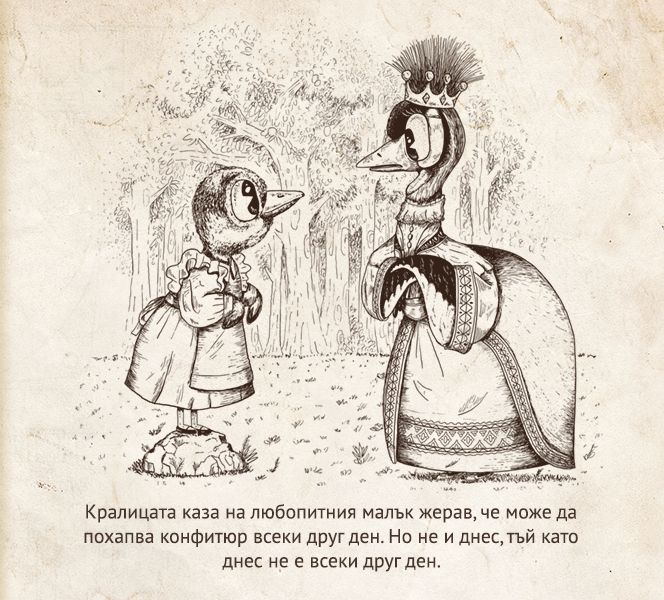 Кралицата каза на любопитния малък жерав, че може да
похапва конфитюр всеки друг ден. Но не и днес, тъй като
днес не е всеки друг ден.